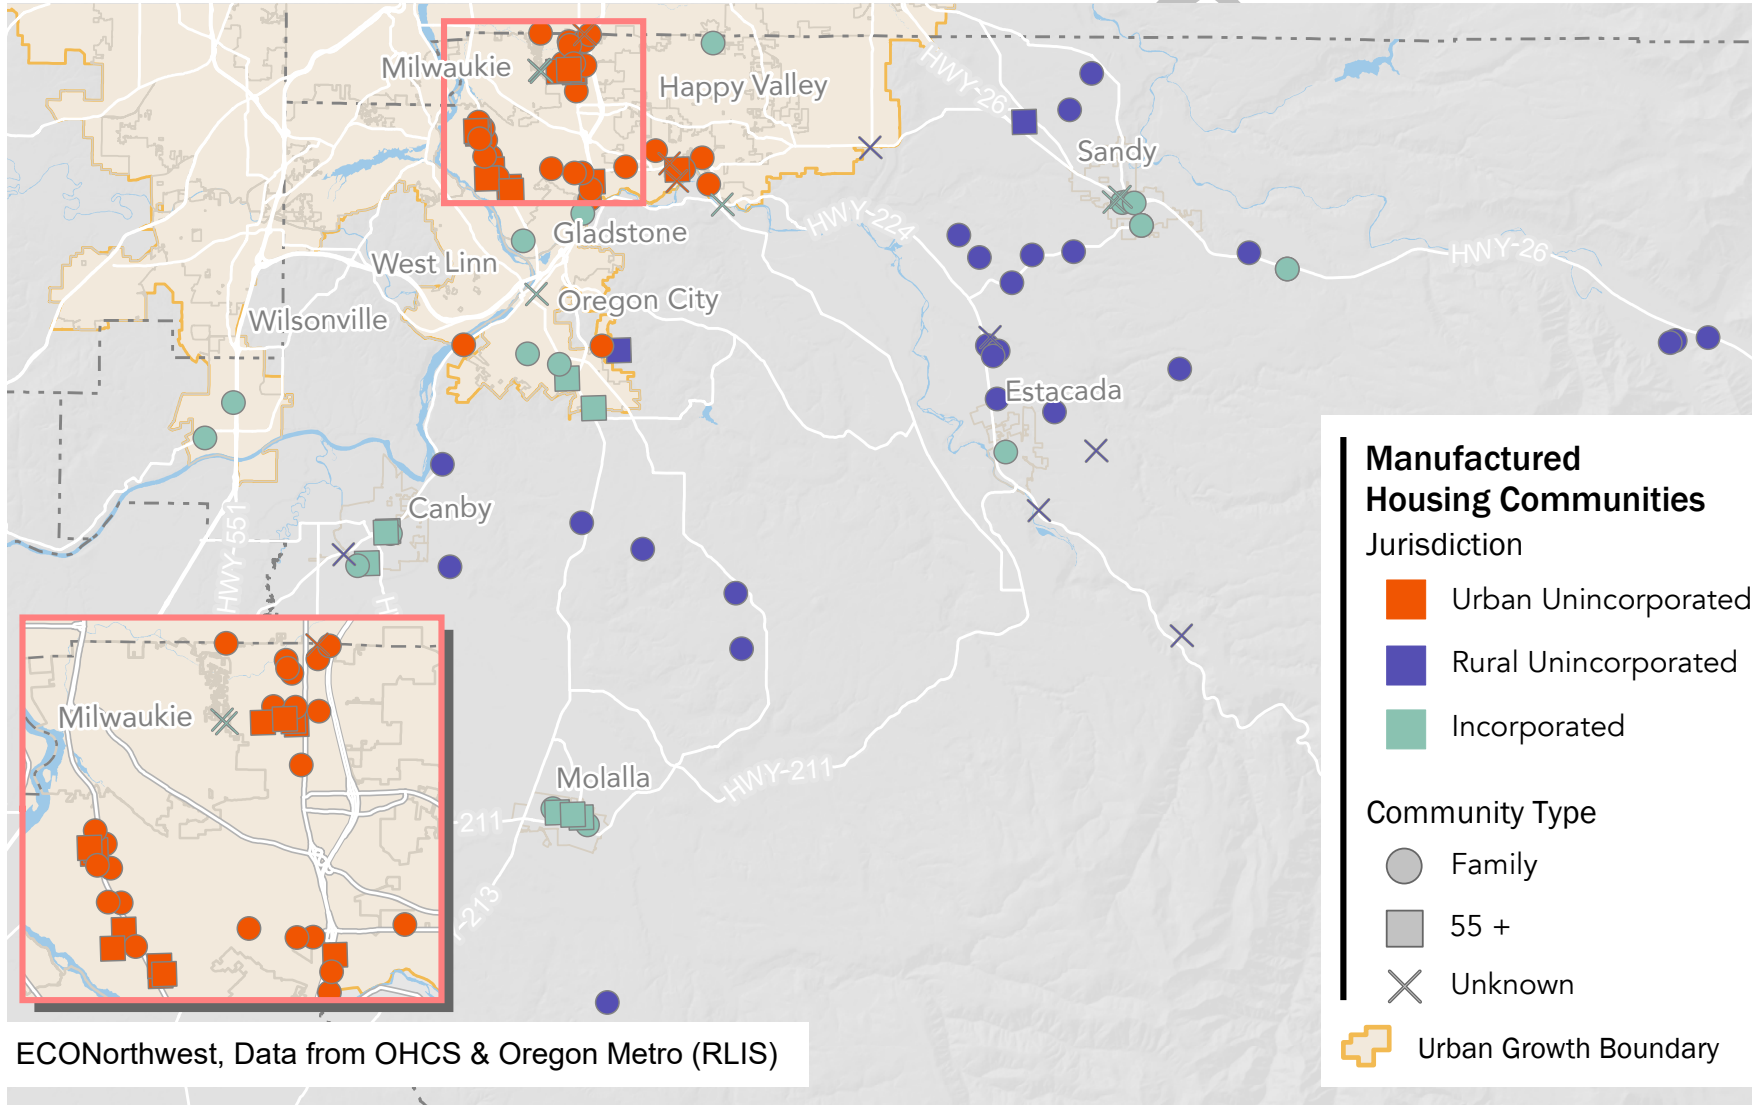 Milwaukie
Happy Valley
HWY-26
Sandy
HWY-224
Gladstone
West Linn
HWY-26
Oregon City
Wilsonville
Estacada
Canby
HWY-551
H
Milwaukie
Molalla
HWY-211
-211
-213
Manufactured
Housing Communities
Jurisdiction
Urban Unincorporated
Rural Unincorporated
Incorporated
Community Type
Family
55 +
Unknown
Urban Growth Boundary
ECONorthwest, Data from OHCS & Oregon Metro (RLIS)